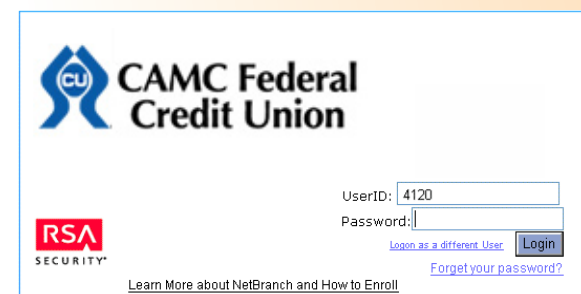 CU
CAMC Federal
Credit Union
UserID: 4120
Password:
RSA
SECURITY
Logon as a different User Login
Forget your password?
Learn More about NetBranch and How to Enroll